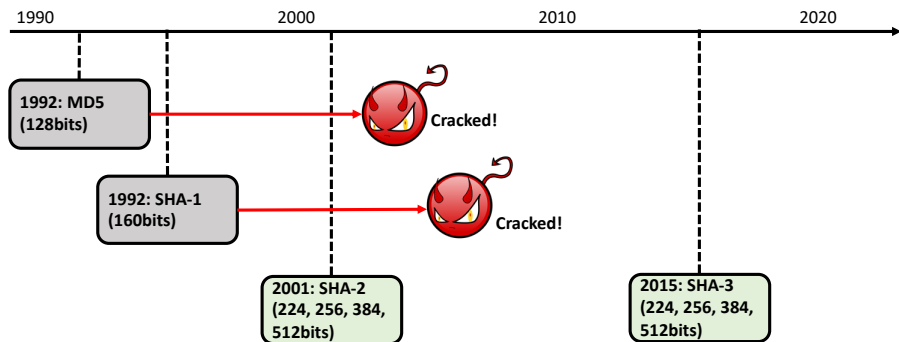 1990 2000 2010 2020
1992: MD5
(128bits)
Cracked!
1992: SHA-1
(160bits)
Cracked!
2001: SHA-2
(224, 256, 384,
512bits)
2015: SHA-3
(224, 256, 384,
512bits)